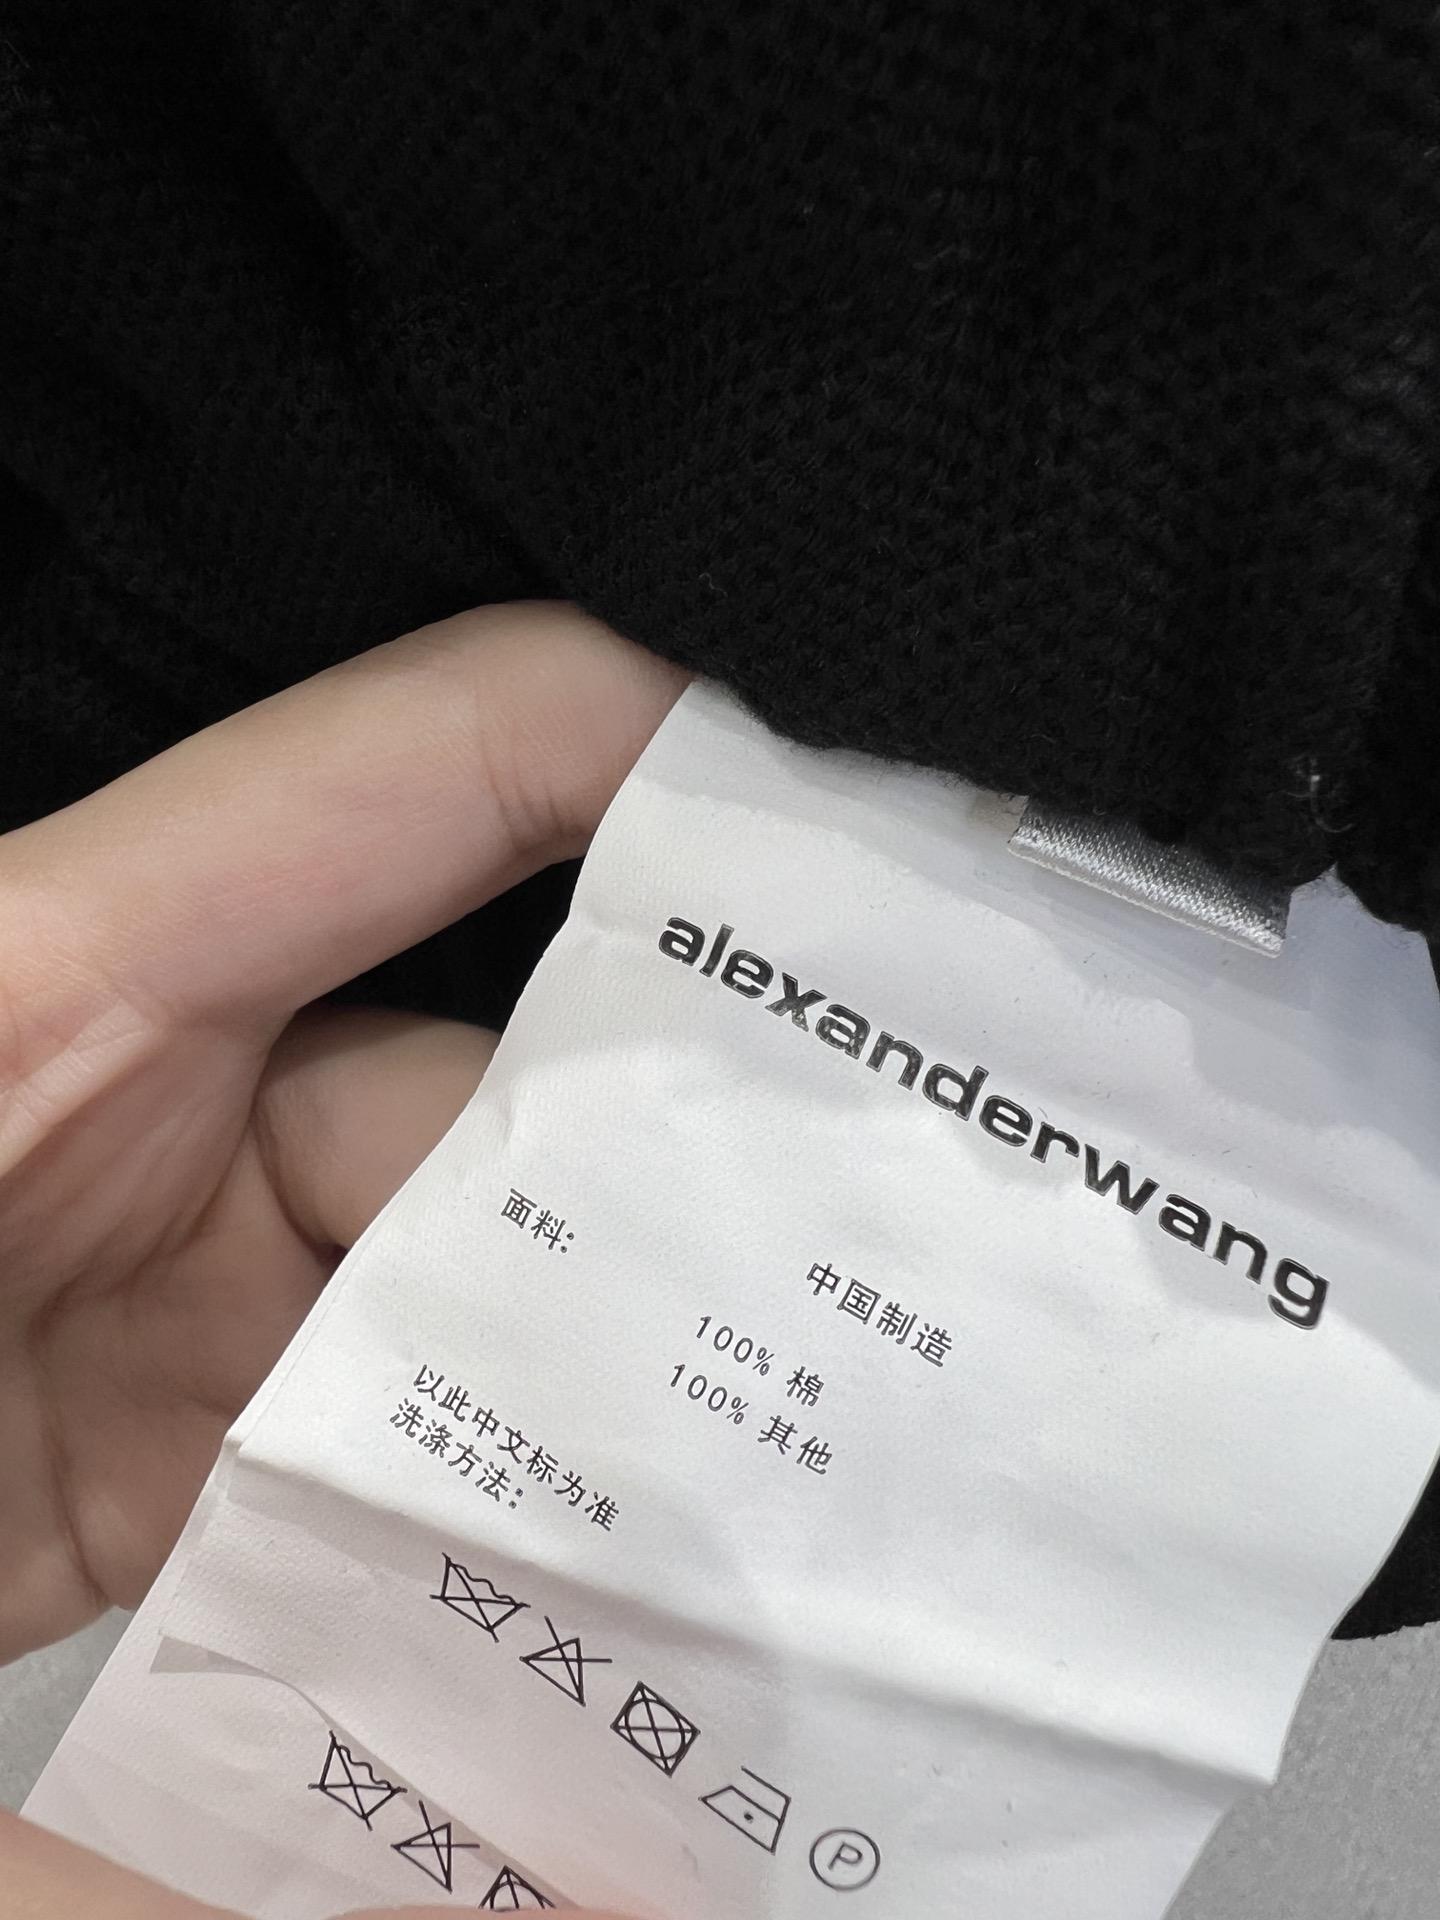 alexanderwang
面料:
中国制造
100% 棉
100% 其他
以此中文标为准
洗涤方法:
P